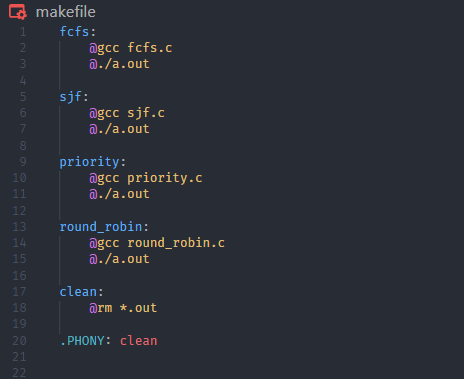 makefile
1 fcfs:
2 @gcc fcfs.c
3 @./a.out
4
5 sjf:
6 @gcc sjf.c
7 @./a.out
8
9 priority:
10 @gcc priority.c
11 @./a.out
12
13 round_robin:
14 @gcc round_robin.c
15 @./a.out
16
17 clean:
18 @rm *.out
19
20 .PHONY: clean
21
22